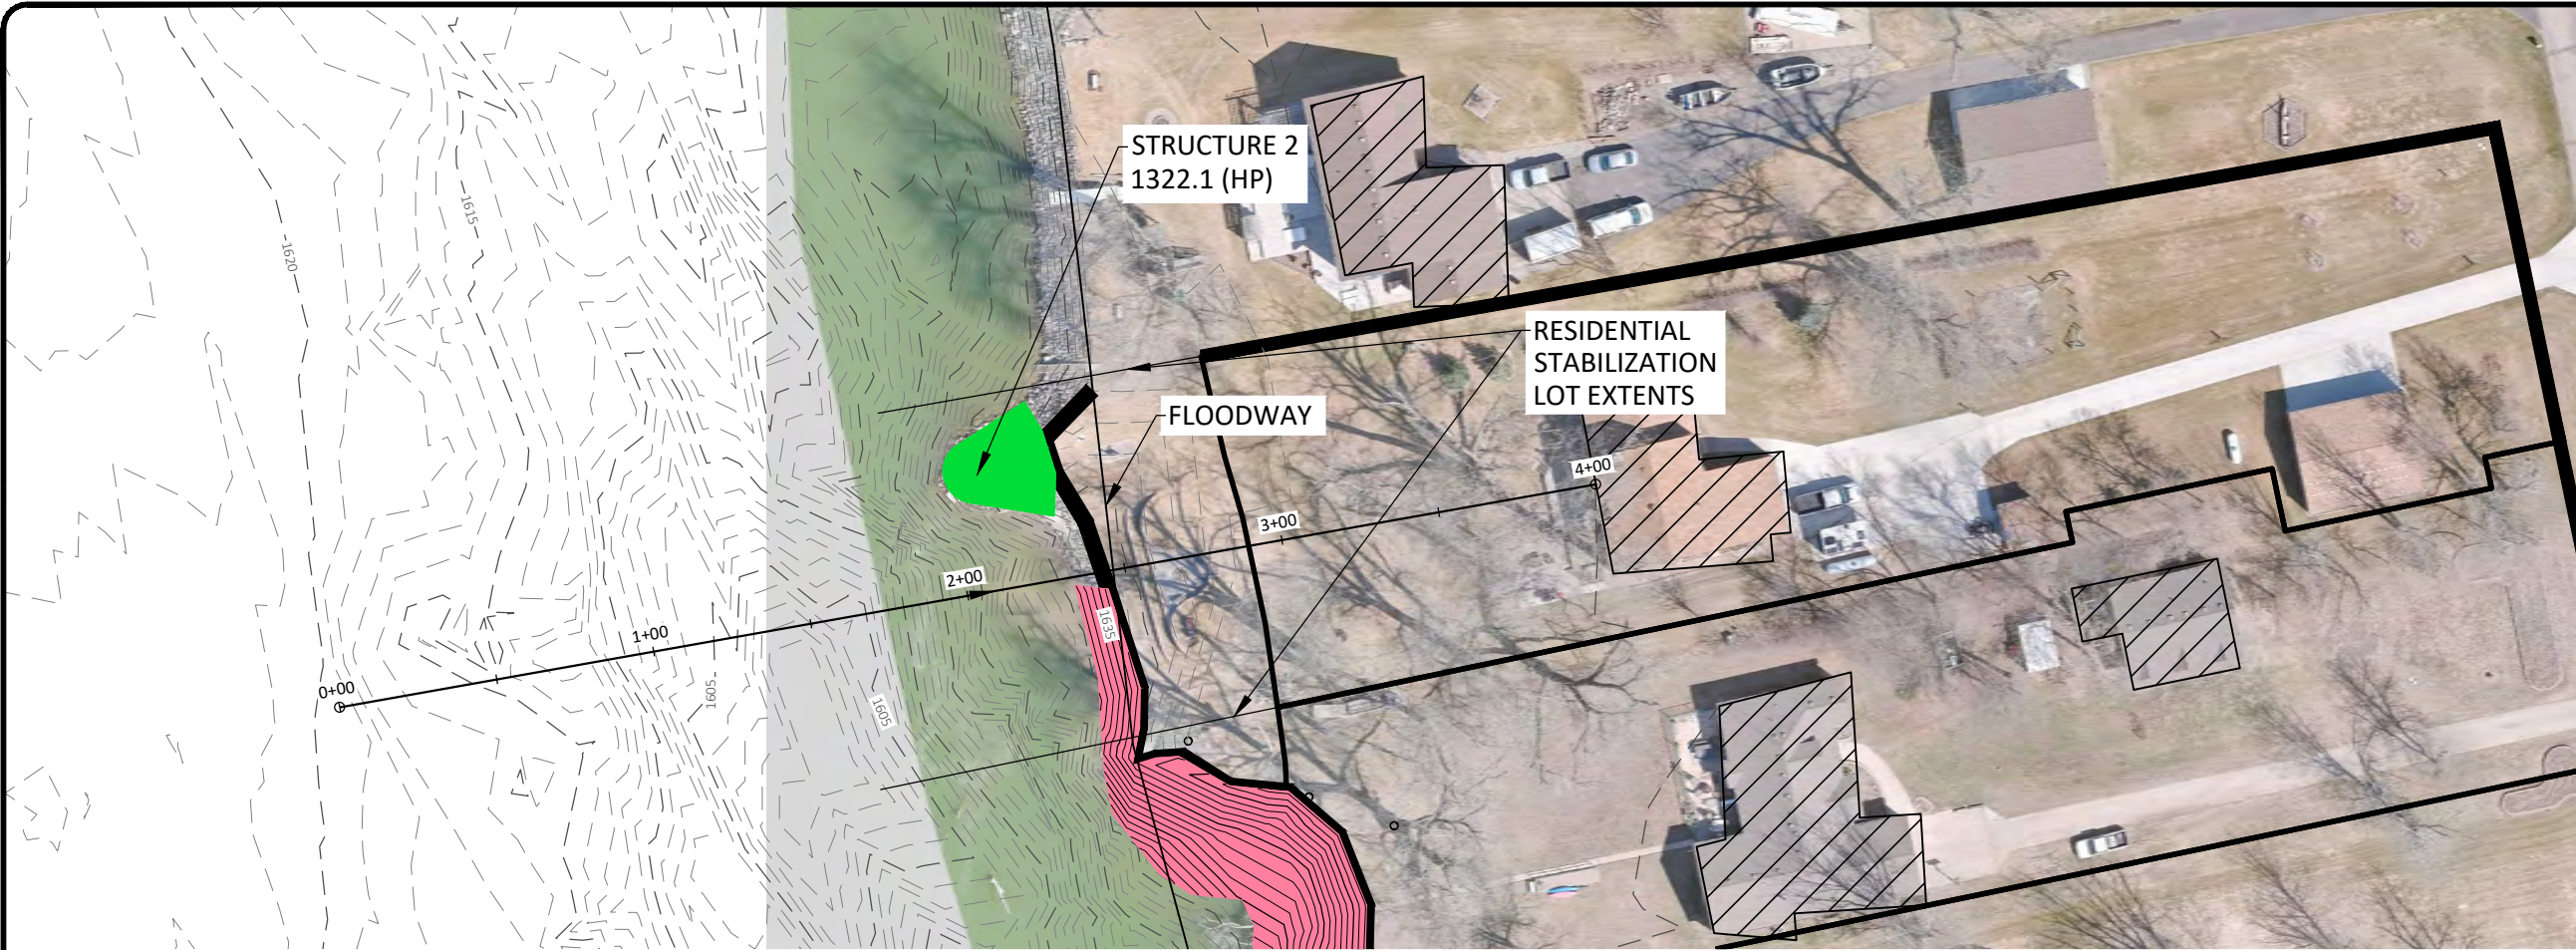 STRUCTURE 2
1322.1 (HP)
1615
1620
RESIDENTIAL
STABILIZATION
LOT EXTENTS
FLOODWAY
4+00
3+00
2+00
1635
1+00
0+00
1605
1605